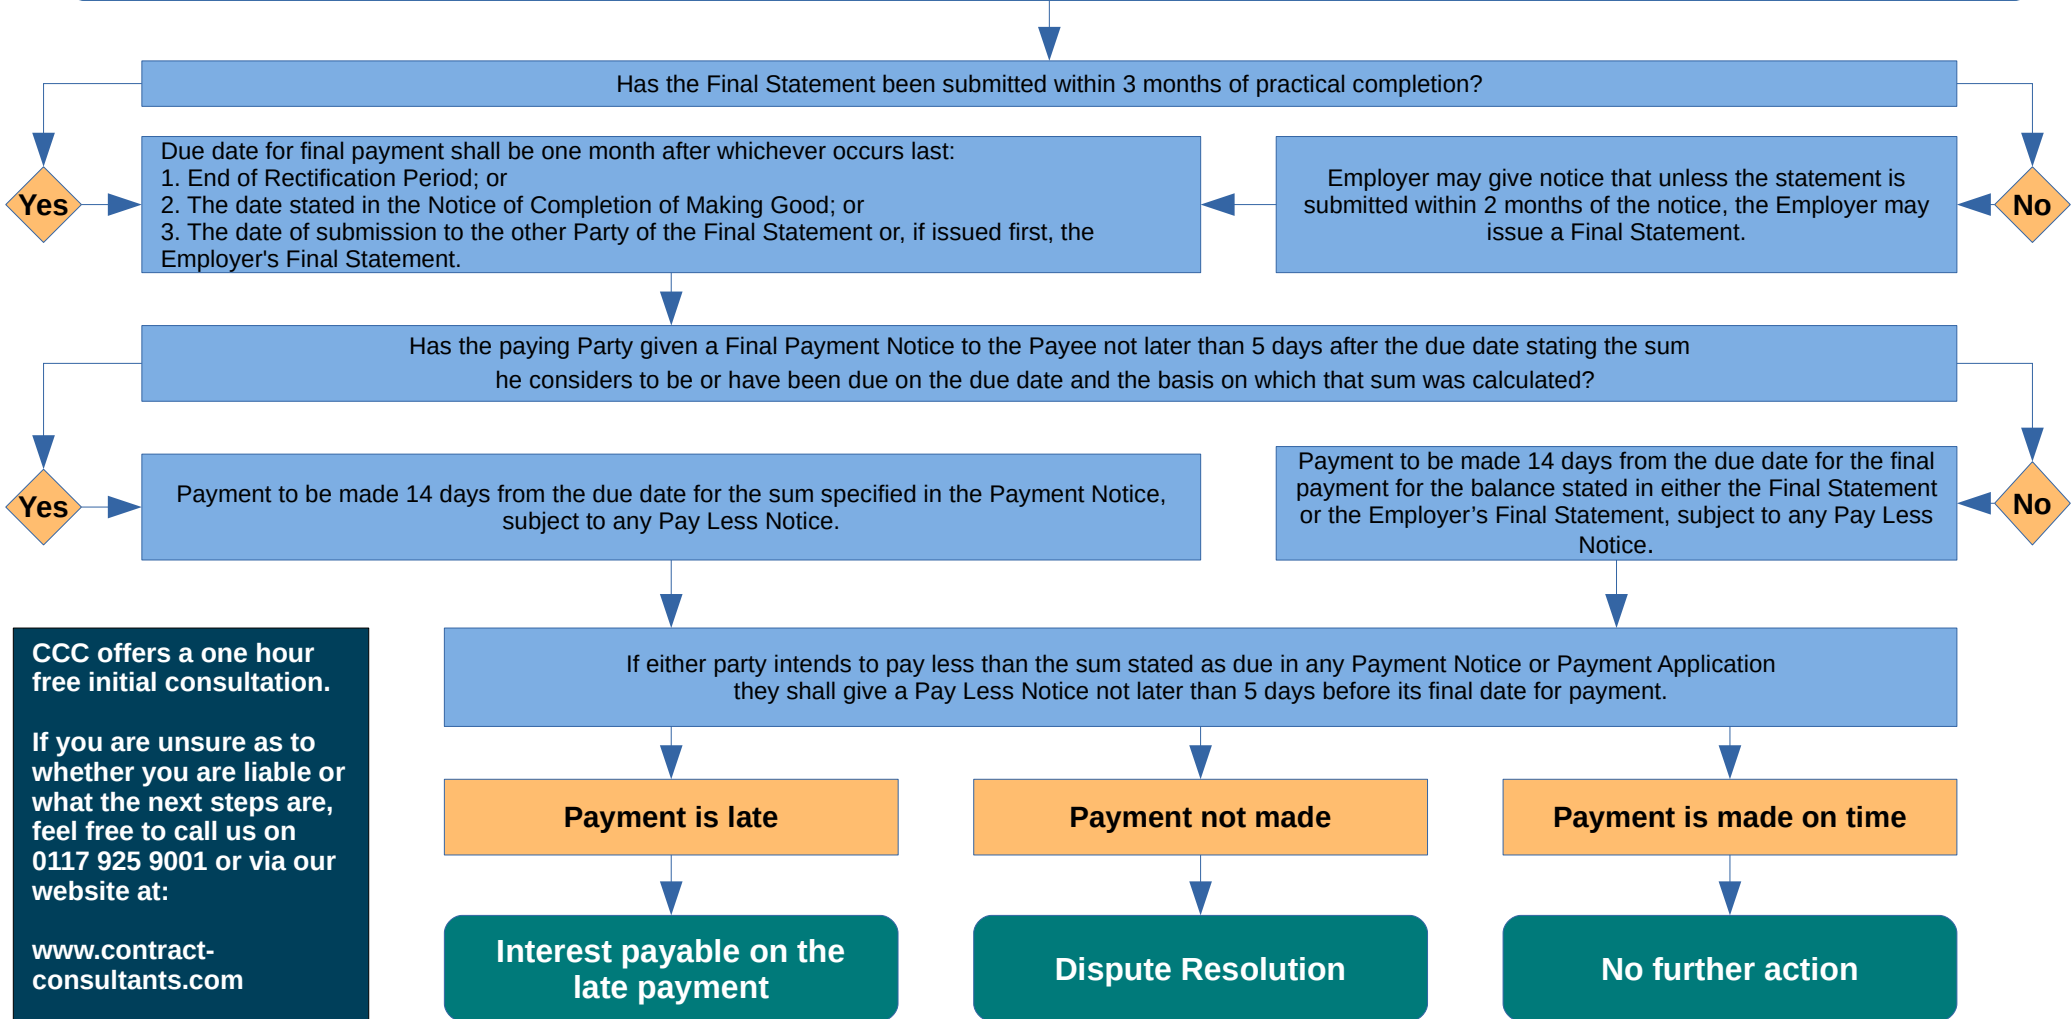 Has the Final Statement been submitted within 3 months of practical completion?
Yes
Due date for final payment shall be one month after whichever occurs last:
1. End of Rectification Period; or
2. The date stated in the Notice of Completion of Making Good; or
3. The date of submission to the other Party of the Final Statement or, if issued first, the
Employer's Final Statement.
Employer may give notice that unless the statement is
submitted within 2 months of the notice, the Employer may
issue a Final Statement.
No
Has the paying Party given a Final Payment Notice to the Payee not later than 5 days after the due date stating the sum
he considers to be or have been due on the due date and the basis on which that sum was calculated?
Yes
Payment to be made 14 days from the due date for the sum specified in the Payment Notice,
subject to any Pay Less Notice.
Payment to be made 14 days from the due date for the final
payment for the balance stated in either the Final Statement
or the Employer’s Final Statement, subject to any Pay Less
Notice.
No
CCC offers a one hour
free initial consultation.
If you are unsure as to
whether you are liable or
what the next steps are,
feel free to call us on
0117 925 9001 or via our
website at:
www.contract-
consultants.com
If either party intends to pay less than the sum stated as due in any Payment Notice or Payment Application
they shall give a Pay Less Notice not later than 5 days before its final date for payment.
Payment is late
Payment not made
Payment is made on time
Interest payable on the
late payment
Dispute Resolution
No further action